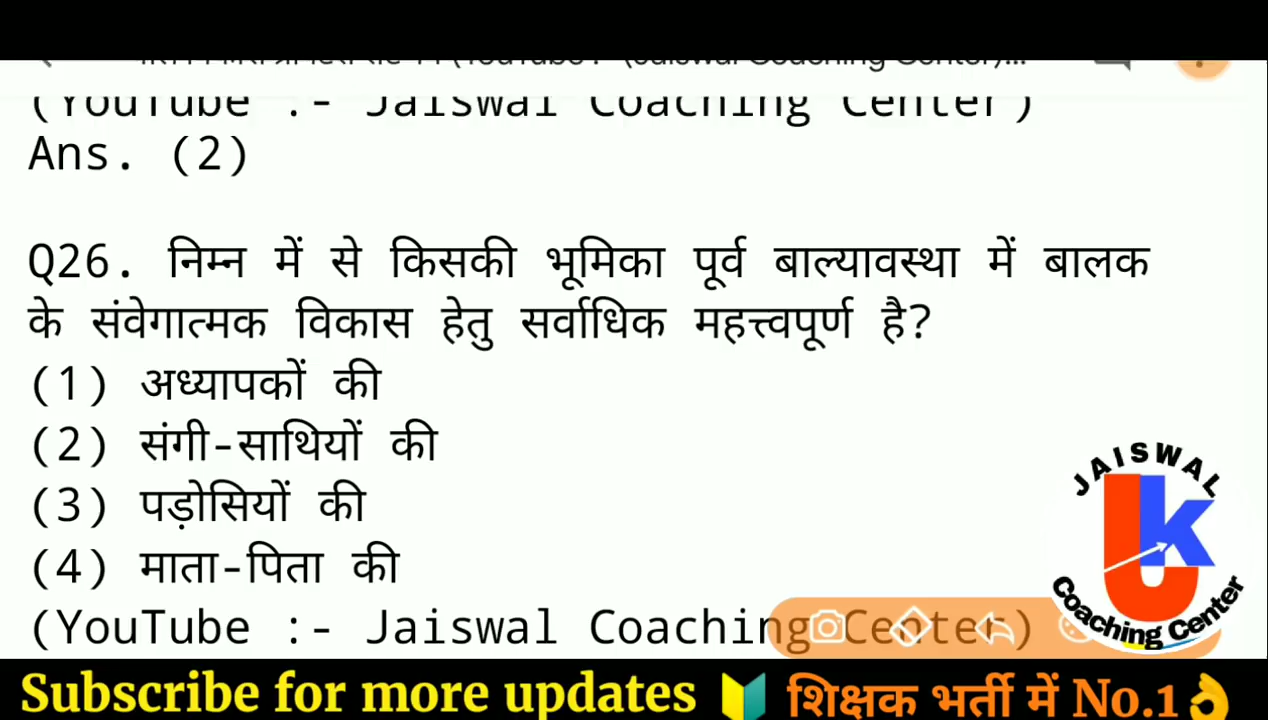 (YouTube :- Jaiswal Coaching Center)
Ans. (2)
Q26. निम्न में से किसकी भूमिका पूर्व बाल्यावस्था में बालक
के संवेगात्मक विकास हेतु सर्वाधिक महत्त्वपूर्ण है?
(1) अध्यापकों की
(2) संगी-साथियों की
(3) पड़ोसियों की
(4) माता-पिता की
(YouTube :- Jaiswal Coaching Center)
JAISWAL
JK
Coaching Center
Subscribe for more updates शिक्षक भर्ती में No.1